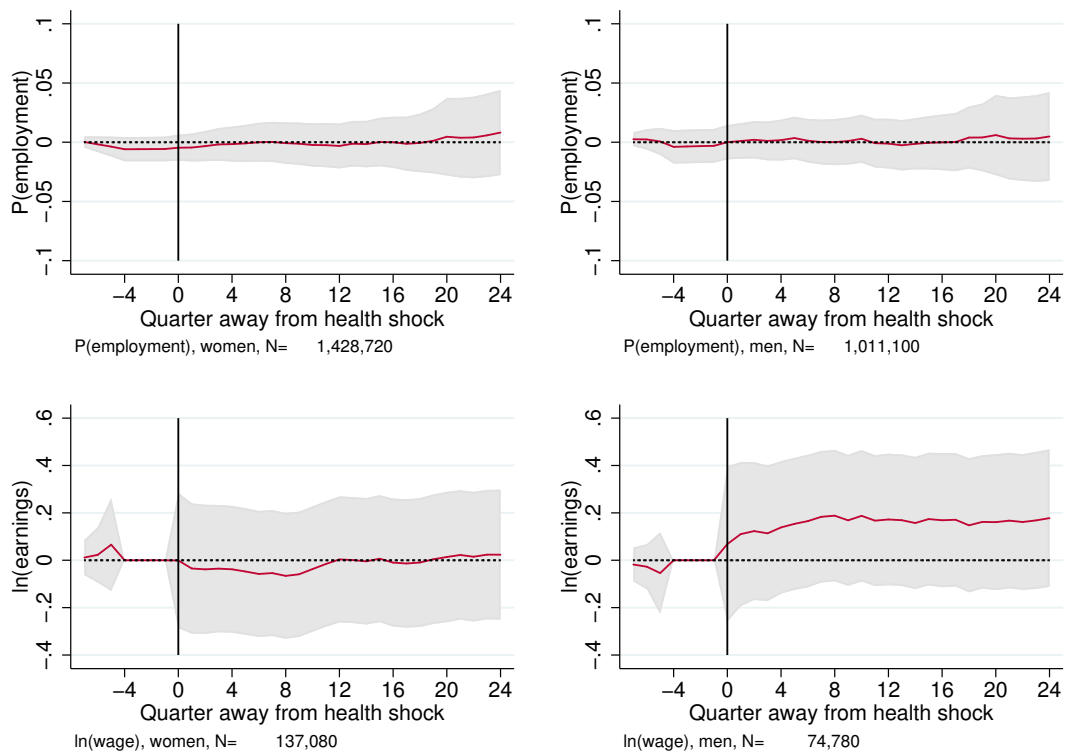 P(employment)
.1
.05
0
-.05
-.1
-4 0 4 8 12 16 20 24
Quarter away from health shock
P(employment), women, N= 1,428,720
P(employment)
.1
.05
0
-.05
-.1
-4 0 4 8 12 16 20 24
Quarter away from health shock
P(employment), men, N= 1,011,100
ln(earnings)
.6
.4
.2
0
-.2
-.4
-4 0 4 8 12 16 20 24
Quarter away from health shock
ln(wage), women, N= 137,080
ln(earnings)
.6
.4
.2
0
-.2
-.4
-4 0 4 8 12 16 20 24
Quarter away from health shock
ln(wage), men, N= 74,780